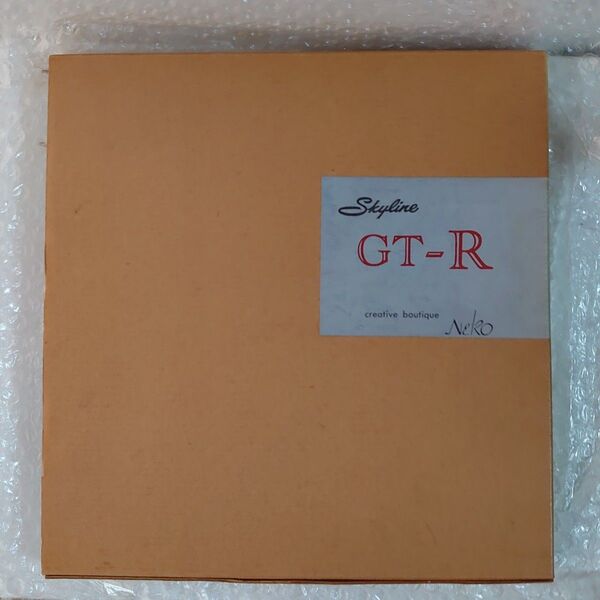 Skyline
GT-R
creative boutique
NeKO